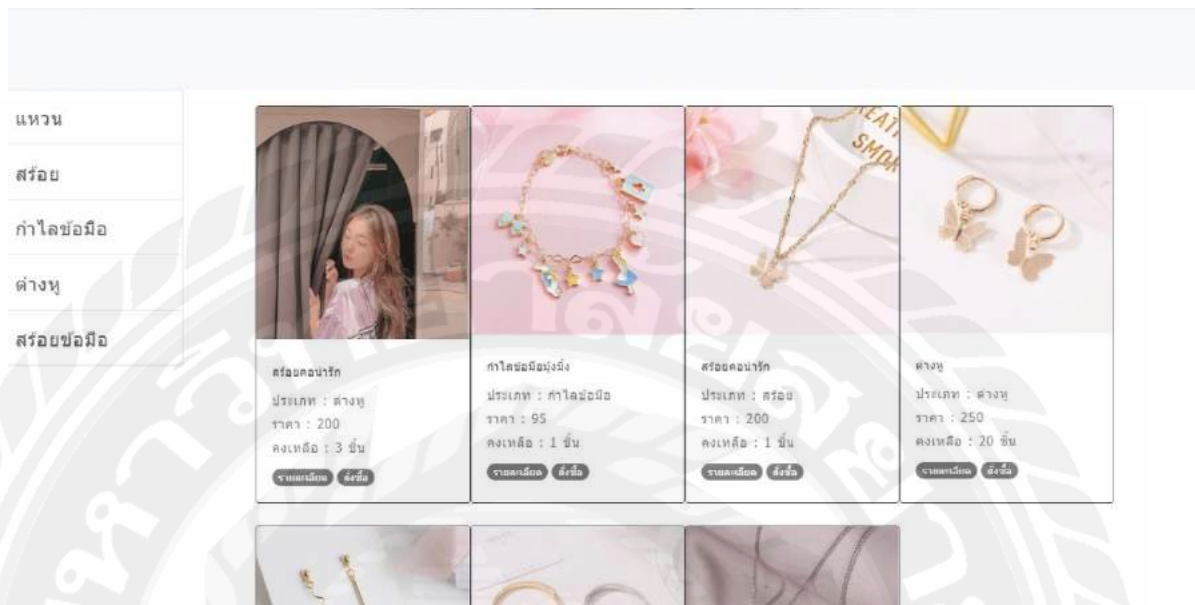 แหวน
สร้อย
กำไลข้อมือ
ต่างหู
สร้อยข้อมือ
สร้อยคอน่ารัก
ประเภท : ต่างหู
ราคา : 200
คงเหลือ : 3 ชิ้น
รายละเอียด สั่งซื้อ
กำไลข้อมือมุ้งมิ้ง
ประเภท : กำไลข้อมือ
ราคา : 95
คงเหลือ : 1 ชิ้น
รายละเอียด สั่งซื้อ
สร้อยคอน่ารัก
ประเภท : สร้อย
ราคา : 200
คงเหลือ : 1 ชิ้น
รายละเอียด สั่งซื้อ
ต่างหู
ประเภท : ต่างหู
ราคา : 250
คงเหลือ : 20 ชิ้น
รายละเอียด สั่งซื้อ